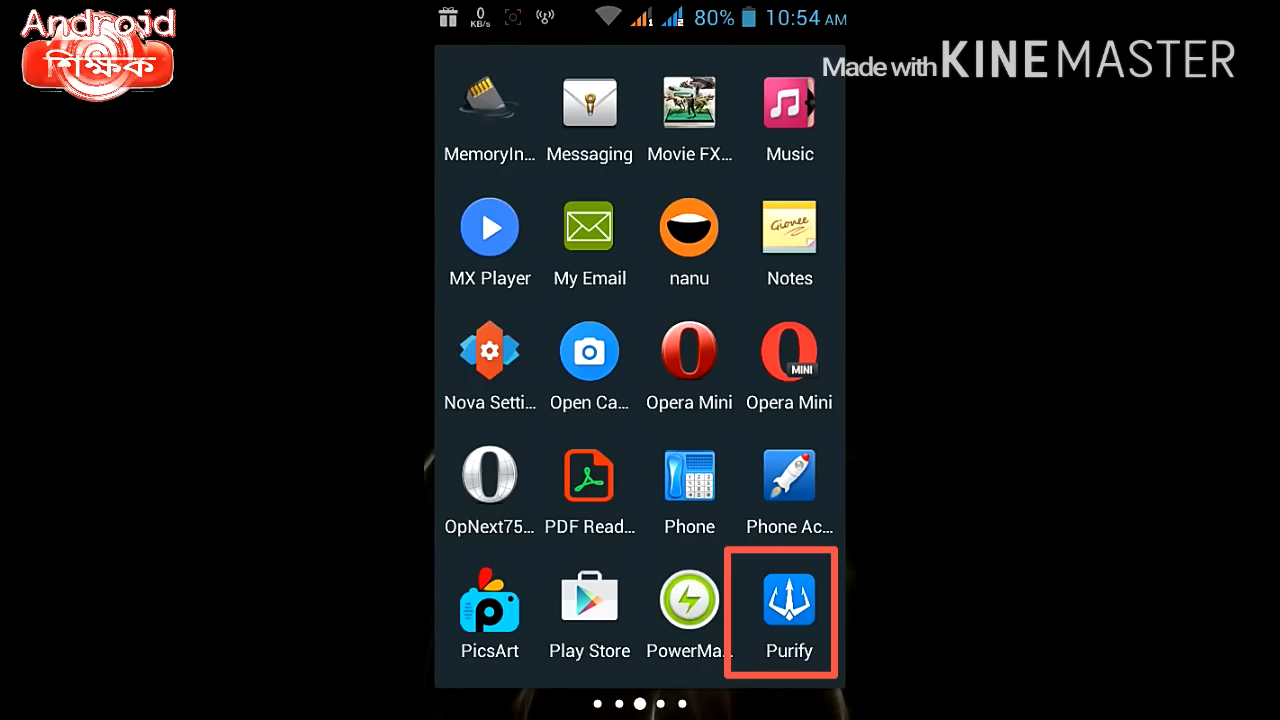 Android
শিক্ষক
0
KB/s
1
2
80%
10:54 AM
Made with KINEMASTER
MemoryIn...
Messaging
Movie FX...
Music
MX Player
My Email
nanu
Gionee
Notes
Nova Setti...
Open Ca...
Opera Mini
MINI
Opera Mini
OpNext75...
PDF Read...
Phone
Phone Ac...
PicsArt
Play Store
PowerMa...
Purify